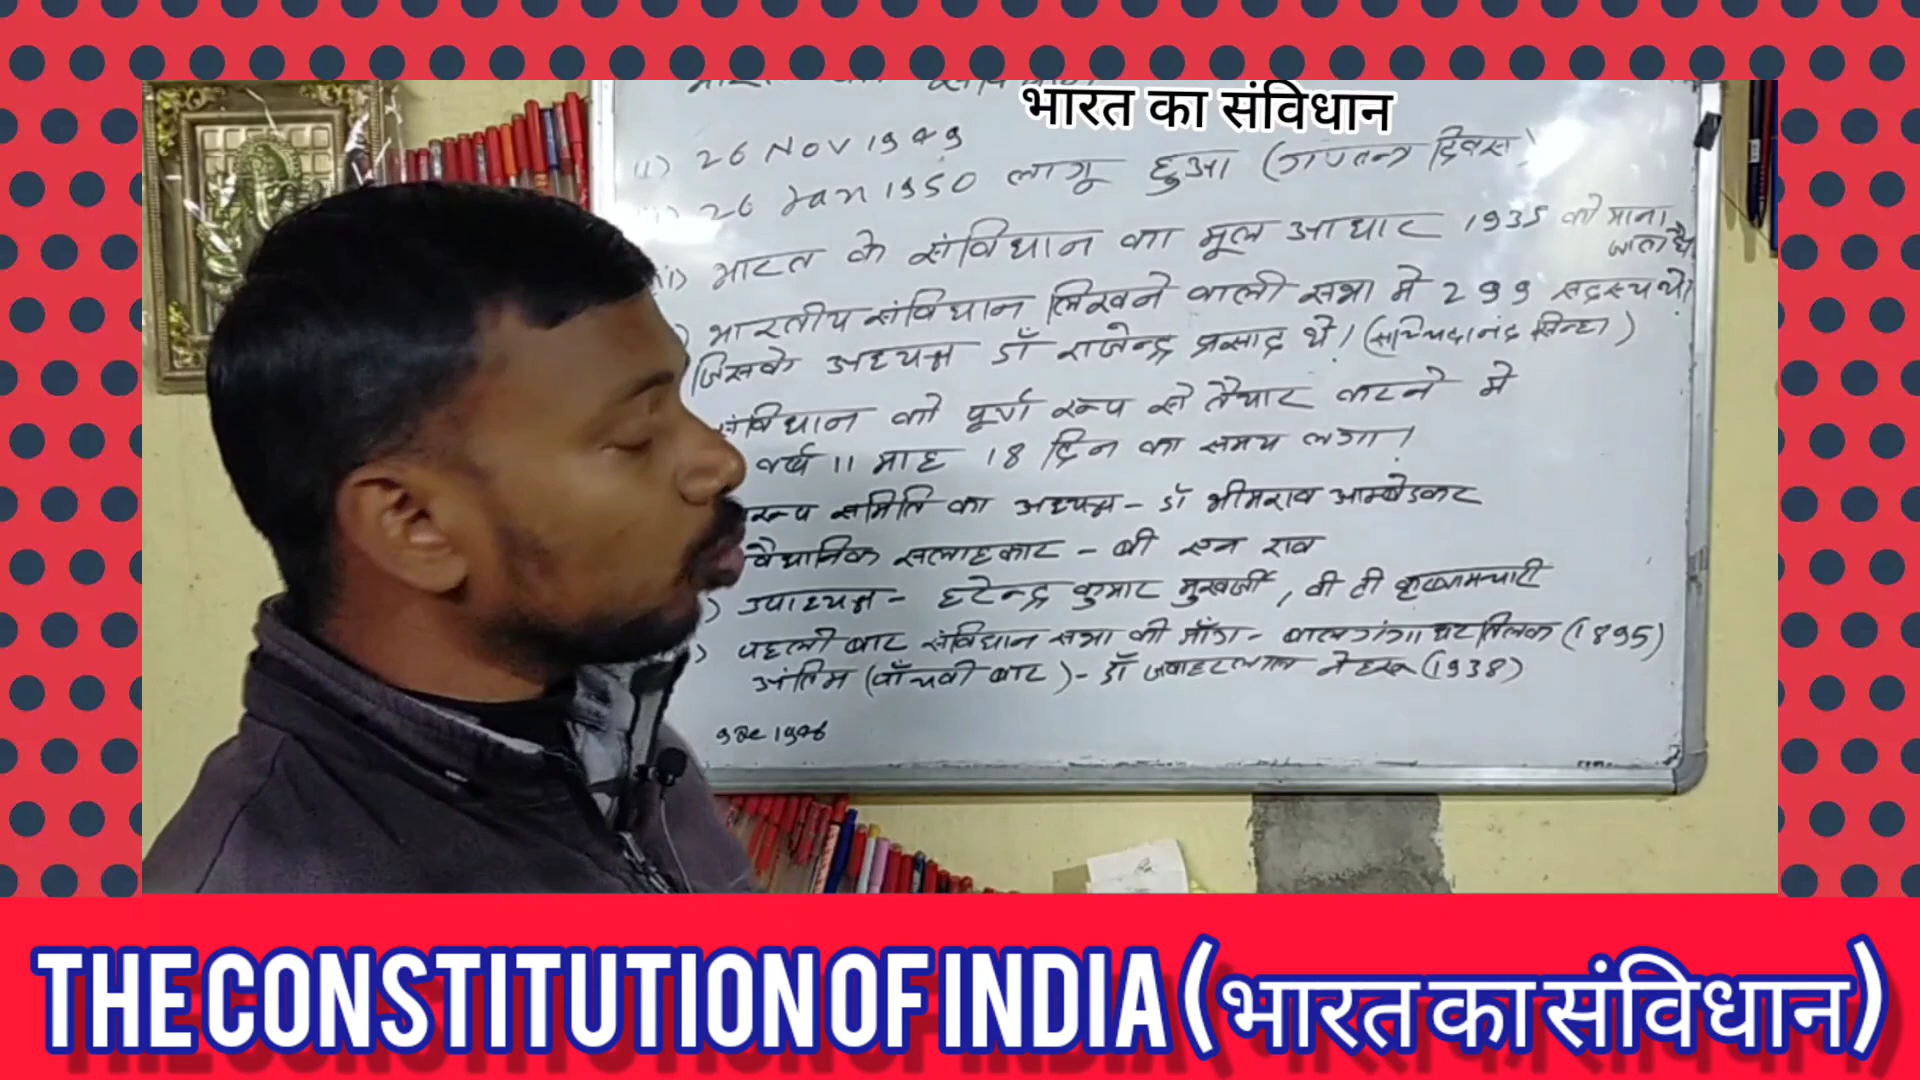 भारत का संविधान
26 NOV 1949
26 Jan 1950 लागू हुआ (गणतन्त्र दिवस)
भारत के संविधान का मूल आधार 1935 को माना
जाता है
भारतीय संविधान लिखने वाली सभा मे 299 सदस्य थे।
जिसके अध्यक्ष डॉ राजेन्द्र प्रसाद थे। (सच्चिदानंद सिन्हा)
संविधान को पूर्ण रूप से तैयार करने मे
वर्ष 11 माह 18 दिन का समय लगा!
रूप समिति का अध्यक्ष - डॉ भीमराव आम्बेडकर
वैधानिक सलाहकार - बी एन राव
उपाध्यक्ष - हरेन्द्र कुमार मुखर्जी, वी टी कृष्णामचारी
पहली बार संविधान सभा की माँग - बालगंगाधर तिलक (1895)
अंतिम (पाँचवी बार) - डॉ जवाहरलाल नेहरू (1938)
9 De 1946
THE CONSTITUTION OF INDIA (भारत का संविधान)